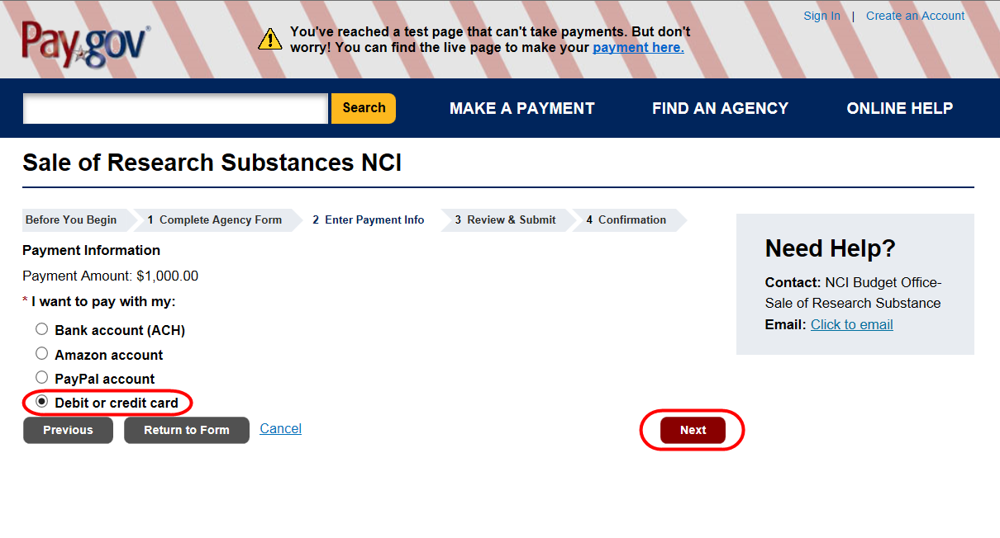 Pay.gov®
Sign In | Create an Account
You've reached a test page that can't take payments. But don't
worry! You can find the live page to make your payment here.
Search
MAKE A PAYMENT
FIND AN AGENCY
ONLINE HELP
Sale of Research Substances NCI
Before You Begin
1 Complete Agency Form
2 Enter Payment Info
3 Review & Submit
4 Confirmation
Payment Information
Payment Amount: $1,000.00
* I want to pay with my:
Bank account (ACH)
Amazon account
PayPal account
Debit or credit card
Previous
Return to Form
Cancel
Next
Need Help?
Contact: NCI Budget Office-
Sale of Research Substance
Email: Click to email